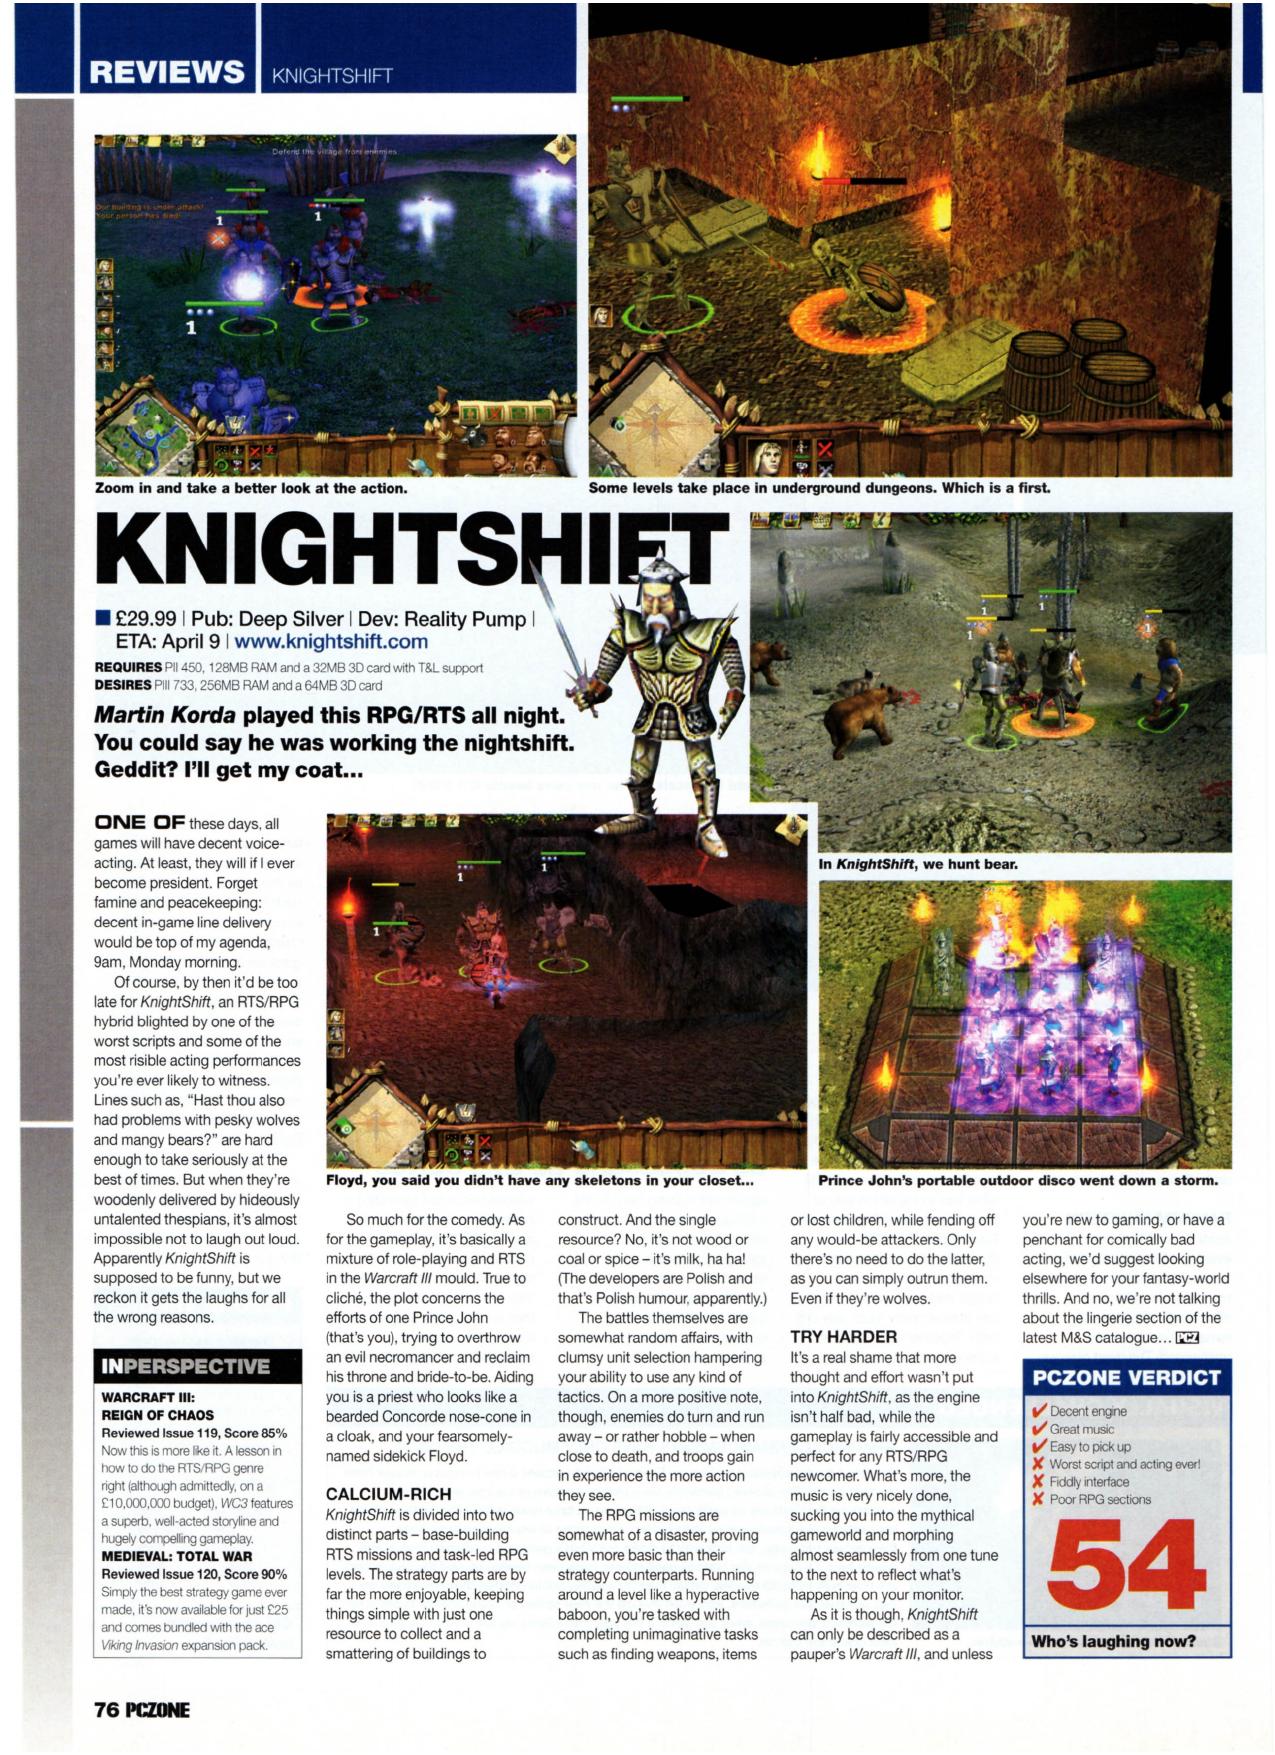 REVIEWS
KNIGHTSHIFT
Defend the village from enemies
Our building is under attack!
Your person has died!
1
1
1
Zoom in and take a better look at the action.
Some levels take place in underground dungeons. Which is a first.
KNIGHTSHIFT
£29.99 | Pub: Deep Silver | Dev: Reality Pump |
ETA: April 9 | www.knightshift.com
REQUIRES PII 450, 128MB RAM and a 32MB 3D card with T&L support
DESIRES PIII 733, 256MB RAM and a 64MB 3D card
Martin Korda played this RPG/RTS all night.
You could say he was working the nightshift.
Geddit? I'll get my coat...
1
1
1
1
In KnightShift, we hunt bear.
1
1
1
Floyd, you said you didn't have any skeletons in your closet...
Prince John's portable outdoor disco went down a storm.
ONE OF these days, all
games will have decent voice-
acting. At least, they will if I ever
become president. Forget
famine and peacekeeping:
decent in-game line delivery
would be top of my agenda,
9am, Monday morning.
Of course, by then it'd be too
late for KnightShift, an RTS/RPG
hybrid blighted by one of the
worst scripts and some of the
most risible acting performances
you're ever likely to witness.
Lines such as, "Hast thou also
had problems with pesky wolves
and mangy bears?" are hard
enough to take seriously at the
best of times. But when they're
woodenly delivered by hideously
untalented thespians, it's almost
impossible not to laugh out loud.
Apparently KnightShift is
supposed to be funny, but we
reckon it gets the laughs for all
the wrong reasons.
INPERSPECTIVE
WARCRAFT III:
REIGN OF CHAOS
Reviewed Issue 119, Score 85%
Now this is more like it. A lesson in
how to do the RTS/RPG genre
right (although admittedly, on a
£10,000,000 budget), WC3 features
a superb, well-acted storyline and
hugely compelling gameplay.
MEDIEVAL: TOTAL WAR
Reviewed Issue 120, Score 90%
Simply the best strategy game ever
made, it's now available for just £25
and comes bundled with the ace
Viking Invasion expansion pack.
So much for the comedy. As
for the gameplay, it's basically a
mixture of role-playing and RTS
in the Warcraft III mould. True to
cliché, the plot concerns the
efforts of one Prince John
(that's you), trying to overthrow
an evil necromancer and reclaim
his throne and bride-to-be. Aiding
you is a priest who looks like a
bearded Concorde nose-cone in
a cloak, and your fearsomely-
named sidekick Floyd.
CALCIUM-RICH
KnightShift is divided into two
distinct parts – base-building
RTS missions and task-led RPG
levels. The strategy parts are by
far the more enjoyable, keeping
things simple with just one
resource to collect and a
smattering of buildings to
construct. And the single
resource? No, it's not wood or
coal or spice – it's milk, ha ha!
(The developers are Polish and
that's Polish humour, apparently.)
The battles themselves are
somewhat random affairs, with
clumsy unit selection hampering
your ability to use any kind of
tactics. On a more positive note,
though, enemies do turn and run
away – or rather hobble – when
close to death, and troops gain
in experience the more action
they see.
The RPG missions are
somewhat of a disaster, proving
even more basic than their
strategy counterparts. Running
around a level like a hyperactive
baboon, you're tasked with
completing unimaginative tasks
such as finding weapons, items
or lost children, while fending off
any would-be attackers. Only
there's no need to do the latter,
as you can simply outrun them.
Even if they're wolves.
TRY HARDER
It's a real shame that more
thought and effort wasn't put
into KnightShift, as the engine
isn't half bad, while the
gameplay is fairly accessible and
perfect for any RTS/RPG
newcomer. What's more, the
music is very nicely done,
sucking you into the mythical
gameworld and morphing
almost seamlessly from one tune
to the next to reflect what's
happening on your monitor.
As it is though, KnightShift
can only be described as a
pauper's Warcraft III, and unless
you're new to gaming, or have a
penchant for comically bad
acting, we'd suggest looking
elsewhere for your fantasy-world
thrills. And no, we're not talking
about the lingerie section of the
latest M&S catalogue... PCZ
PCZONE VERDICT
Decent engine
Great music
Easy to pick up
Worst script and acting ever!
Fiddly interface
Poor RPG sections
54
Who's laughing now?
76 PCZONE